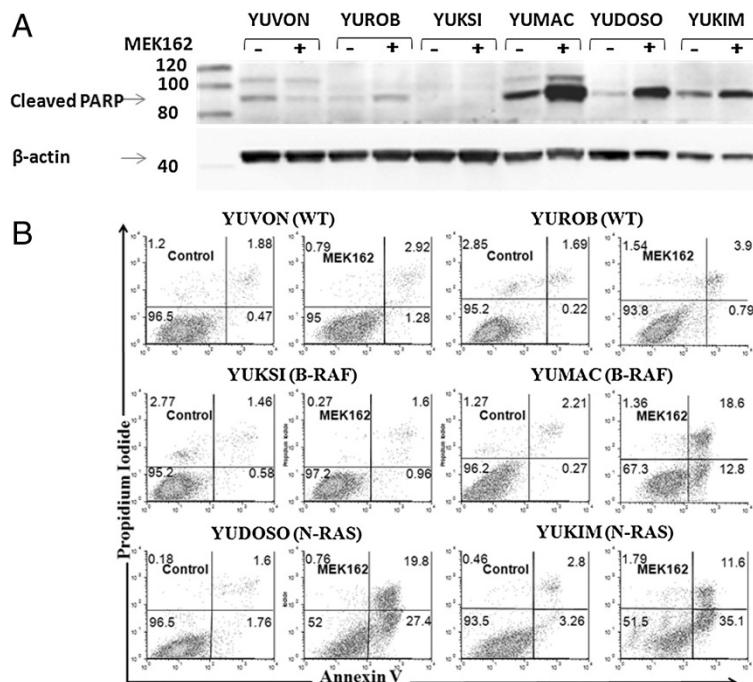 A
YUVON YUROB YUKSI YUMAC YUDOSO YUKIM
MEK162 - + - + - + - + - + - +
120
100
Cleaved PARP
80
β-actin
40
B
YUVON (WT) YUROB (WT)
1.2 1.88 0.79 2.92 2.85 1.69 1.54 3.9
Control MEK162 Control MEK162
96.5 0.47 95 1.28 95.2 0.22 93.8 0.79
YUKSI (B-RAF) YUMAC (B-RAF)
2.77 1.46 0.27 1.6 1.27 2.21 1.36 18.6
Control MEK162 Control MEK162
95.2 0.58 97.2 0.96 96.2 0.27 67.3 12.8
YUDOSO (N-RAS) YUKIM (N-RAS)
0.18 1.6 0.76 19.8 0.46 2.8 1.79 11.6
Control MEK162 Control MEK162
96.5 1.76 52 27.4 93.5 3.26 51.5 35.1
Propidium Iodide
Annexin V